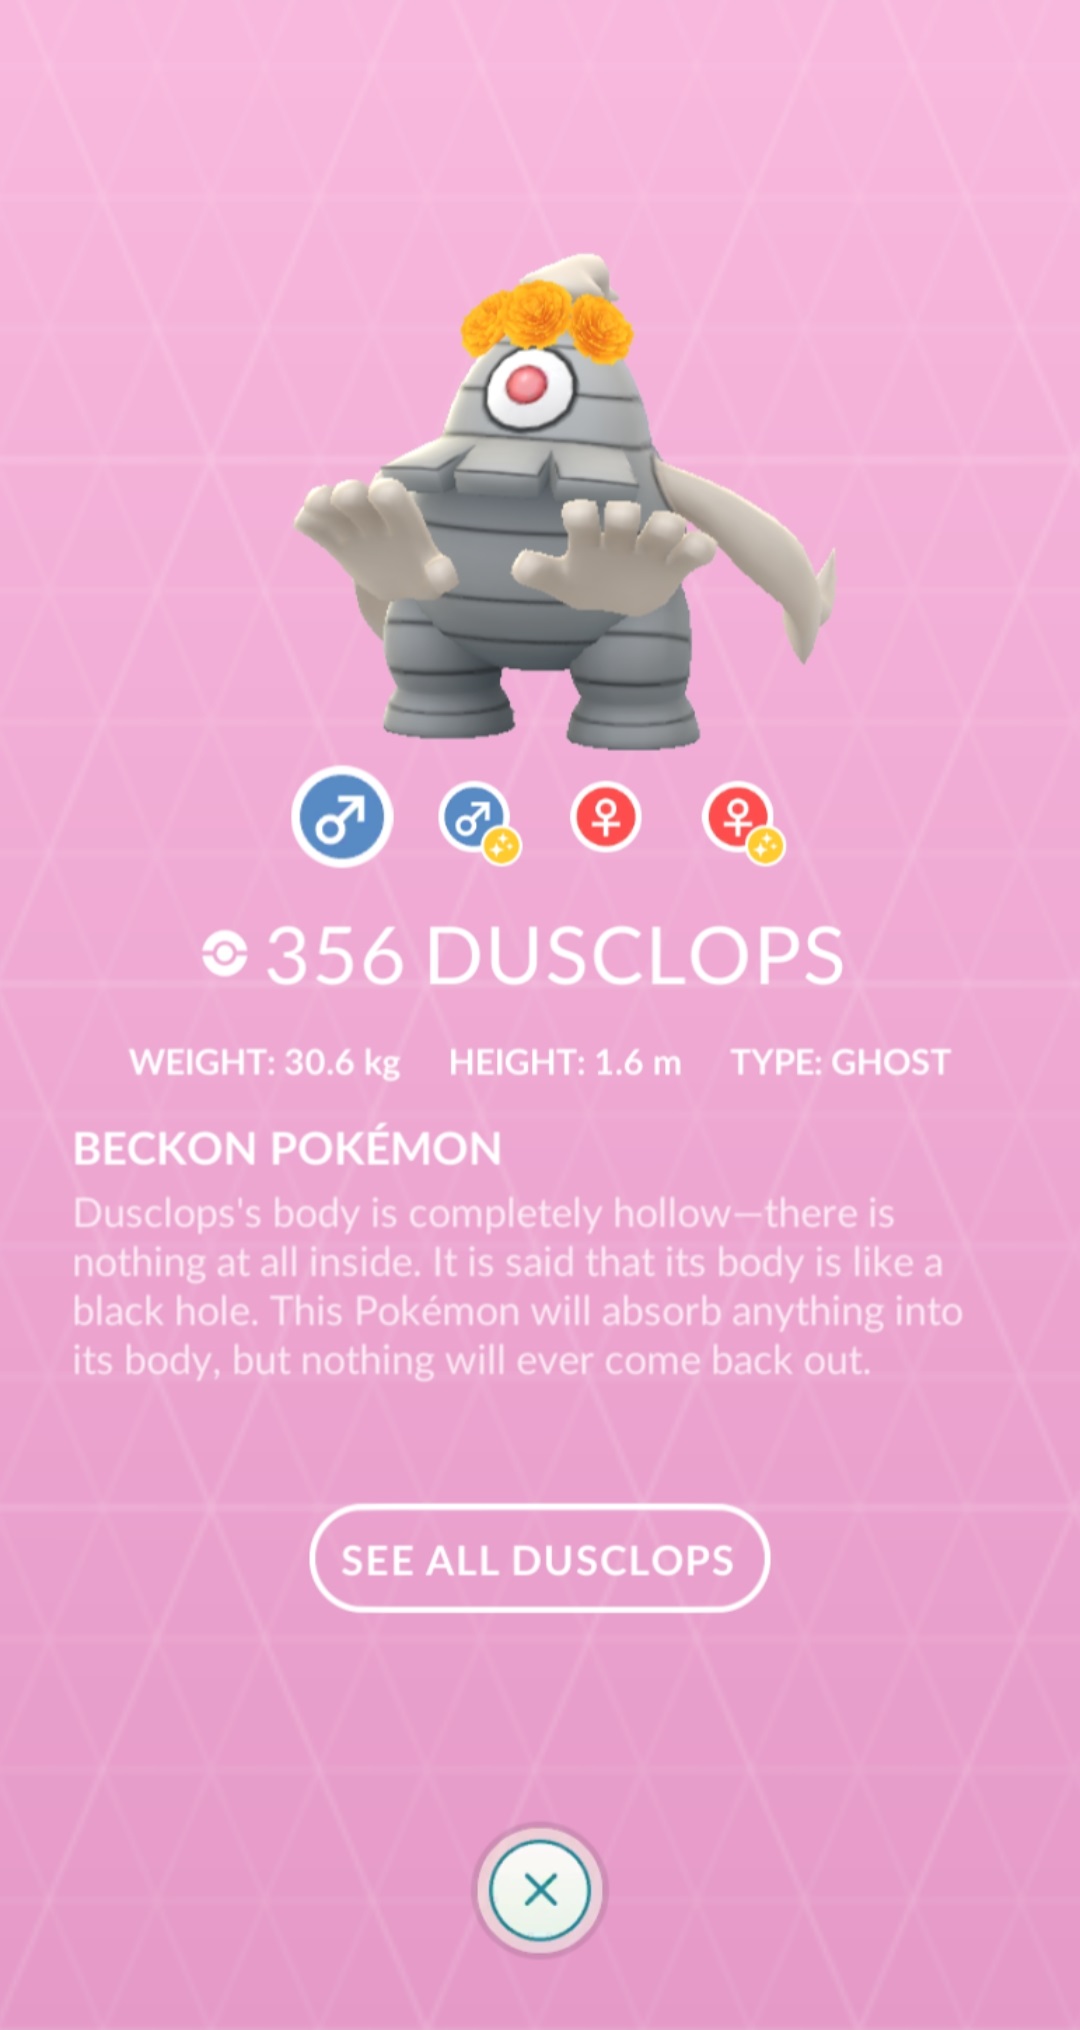 356 DUSCLOPS
WEIGHT: 30.6 kg HEIGHT: 1.6 m TYPE: GHOST
BECKON POKÉMON
Dusclops's body is completely hollow—there is
nothing at all inside. It is said that its body is like a
black hole. This Pokémon will absorb anything into
its body, but nothing will ever come back out.
SEE ALL DUSCLOPS